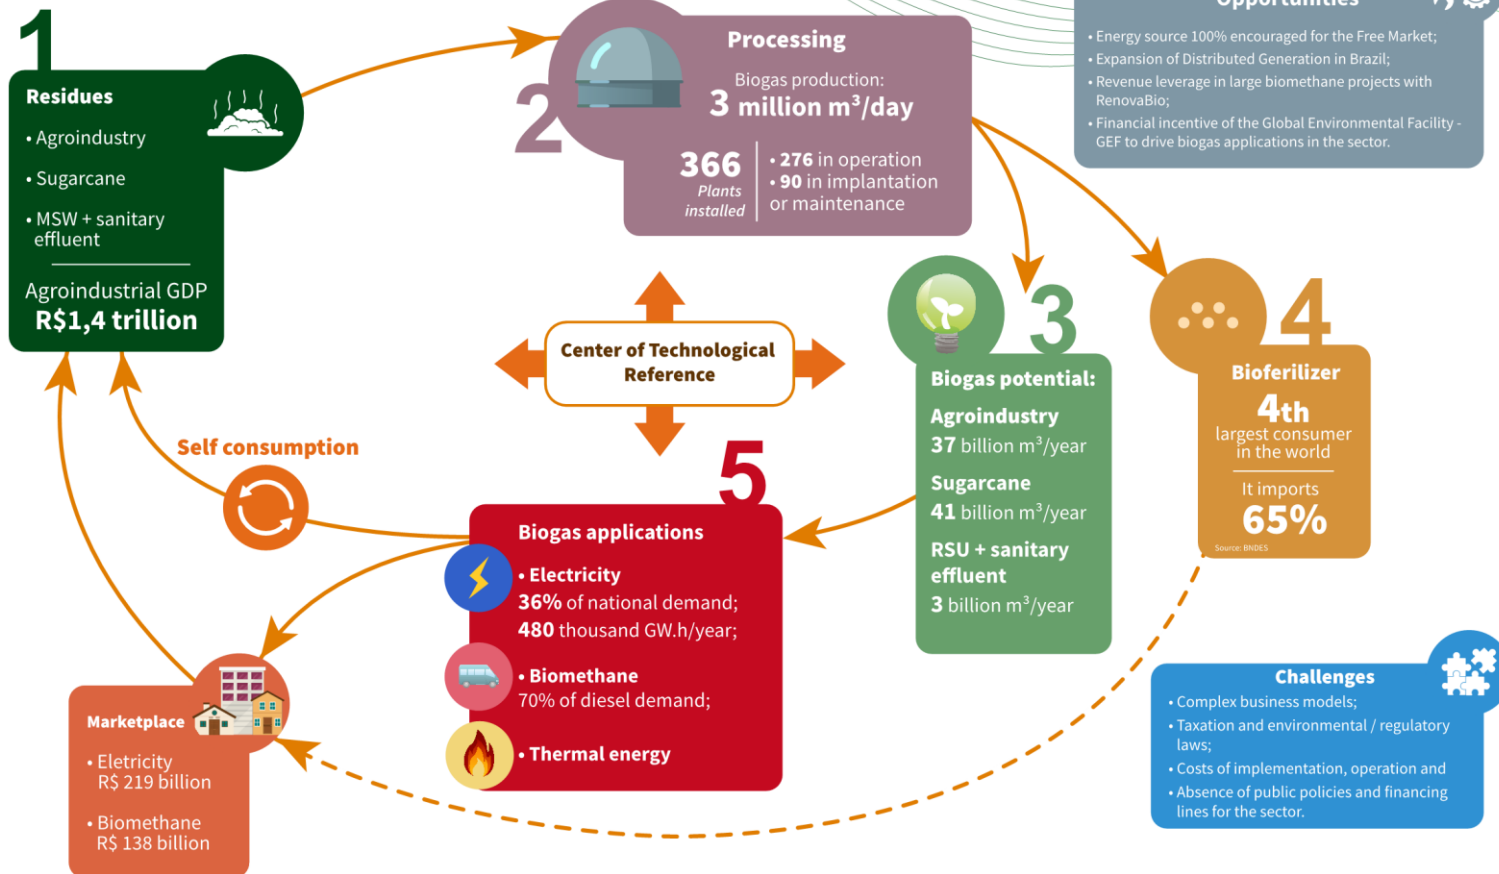 1
Residues
• Agroindustry
• Sugarcane
• MSW + sanitary
effluent
Agroindustrial GDP
R$1,4 trillion
2
Processing
Biogas production:
3 million m³/day
366
Plants
installed
• 276 in operation
• 90 in implantation
or maintenance
Opportunities
• Energy source 100% encouraged for the Free Market;
• Expansion of Distributed Generation in Brazil;
• Revenue leverage in large biomethane projects with
RenovaBio;
• Financial incentive of the Global Environmental Facility -
GEF to drive biogas applications in the sector.
Center of Technological
Reference
3
Biogas potential:
Agroindustry
37 billion m³/year
Sugarcane
41 billion m³/year
RSU + sanitary
effluent
3 billion m³/year
4
Bioferilizer
4th
largest consumer
in the world
It imports
65%
Source: BNDES
Self consumption
5
Biogas applications
• Electricity
36% of national demand;
480 thousand GW.h/year;
• Biomethane
70% of diesel demand;
• Thermal energy
Marketplace
• Eletricity
R$ 219 billion
• Biomethane
R$ 138 billion
Challenges
• Complex business models;
• Taxation and environmental / regulatory
laws;
• Costs of implementation, operation and
• Absence of public policies and financing
lines for the sector.